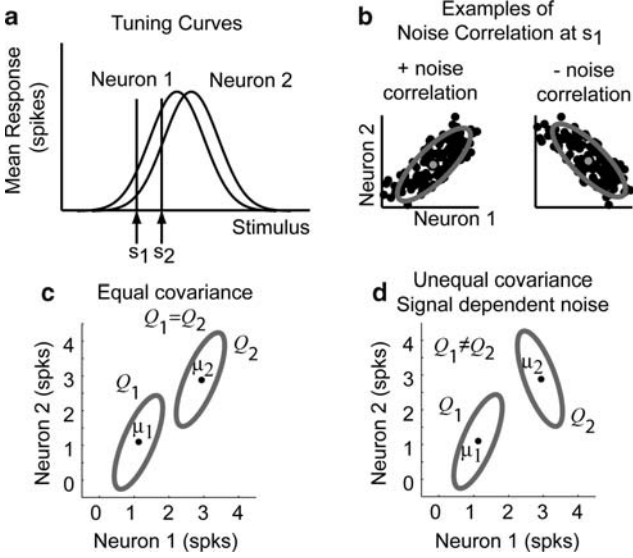 a
Tuning Curves
Mean Response
(spikes)
Neuron 1
Neuron 2
Stimulus
s1
s2
b
Examples of
Noise Correlation at s1
+ noise
correlation
- noise
correlation
Neuron 2
Neuron 1
c
Equal covariance
Q1=Q2
Neuron 2 (spks)
4
3
2
1
0
Q1
μ1
Q2
μ2
0 1 2 3 4
Neuron 1 (spks)
d
Unequal covariance
Signal dependent noise
Q1≠Q2
Neuron 2 (spks)
4
3
2
1
0
Q1
μ1
μ2
Q2
0 1 2 3 4
Neuron 1 (spks)